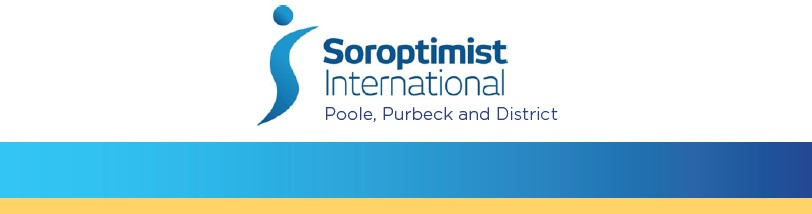 Soroptimist
International
Poole, Purbeck and District